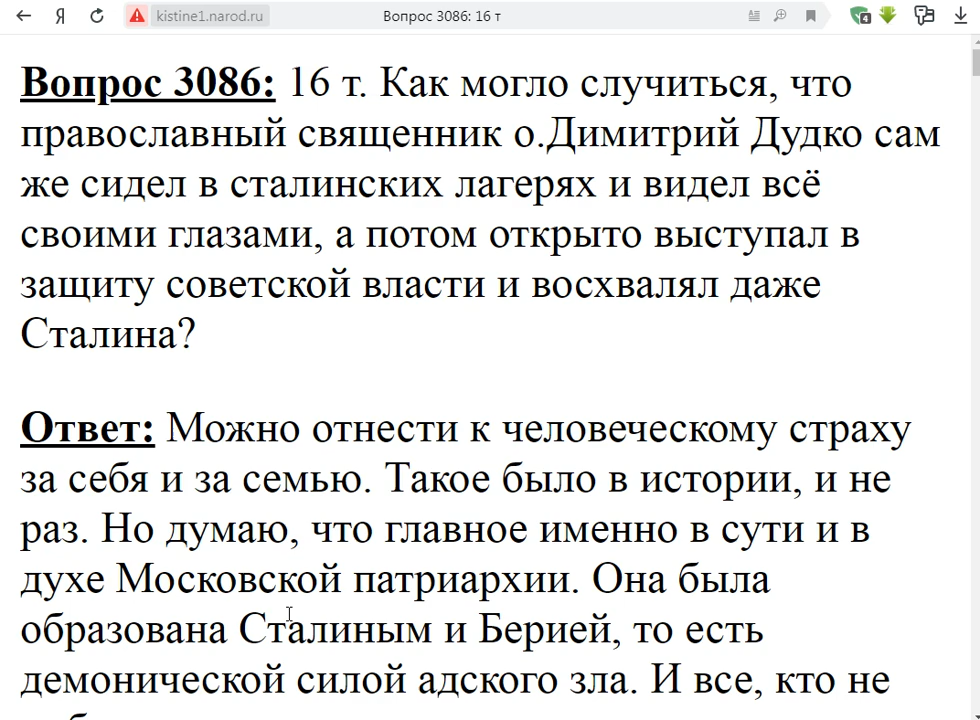 Я kistine1.narod.ru Вопрос 3086: 16 т 4
Вопрос 3086: 16 т. Как могло случиться, что
православный священник о.Димитрий Дудко сам
же сидел в сталинских лагерях и видел всё
своими глазами, а потом открыто выступал в
защиту советской власти и восхвалял даже
Сталина?
Ответ: Можно отнести к человеческому страху
за себя и за семью. Такое было в истории, и не
раз. Но думаю, что главное именно в сути и в
духе Московской патриархии. Она была
образована Сталиным и Берией, то есть
демонической силой адского зла. И все, кто не